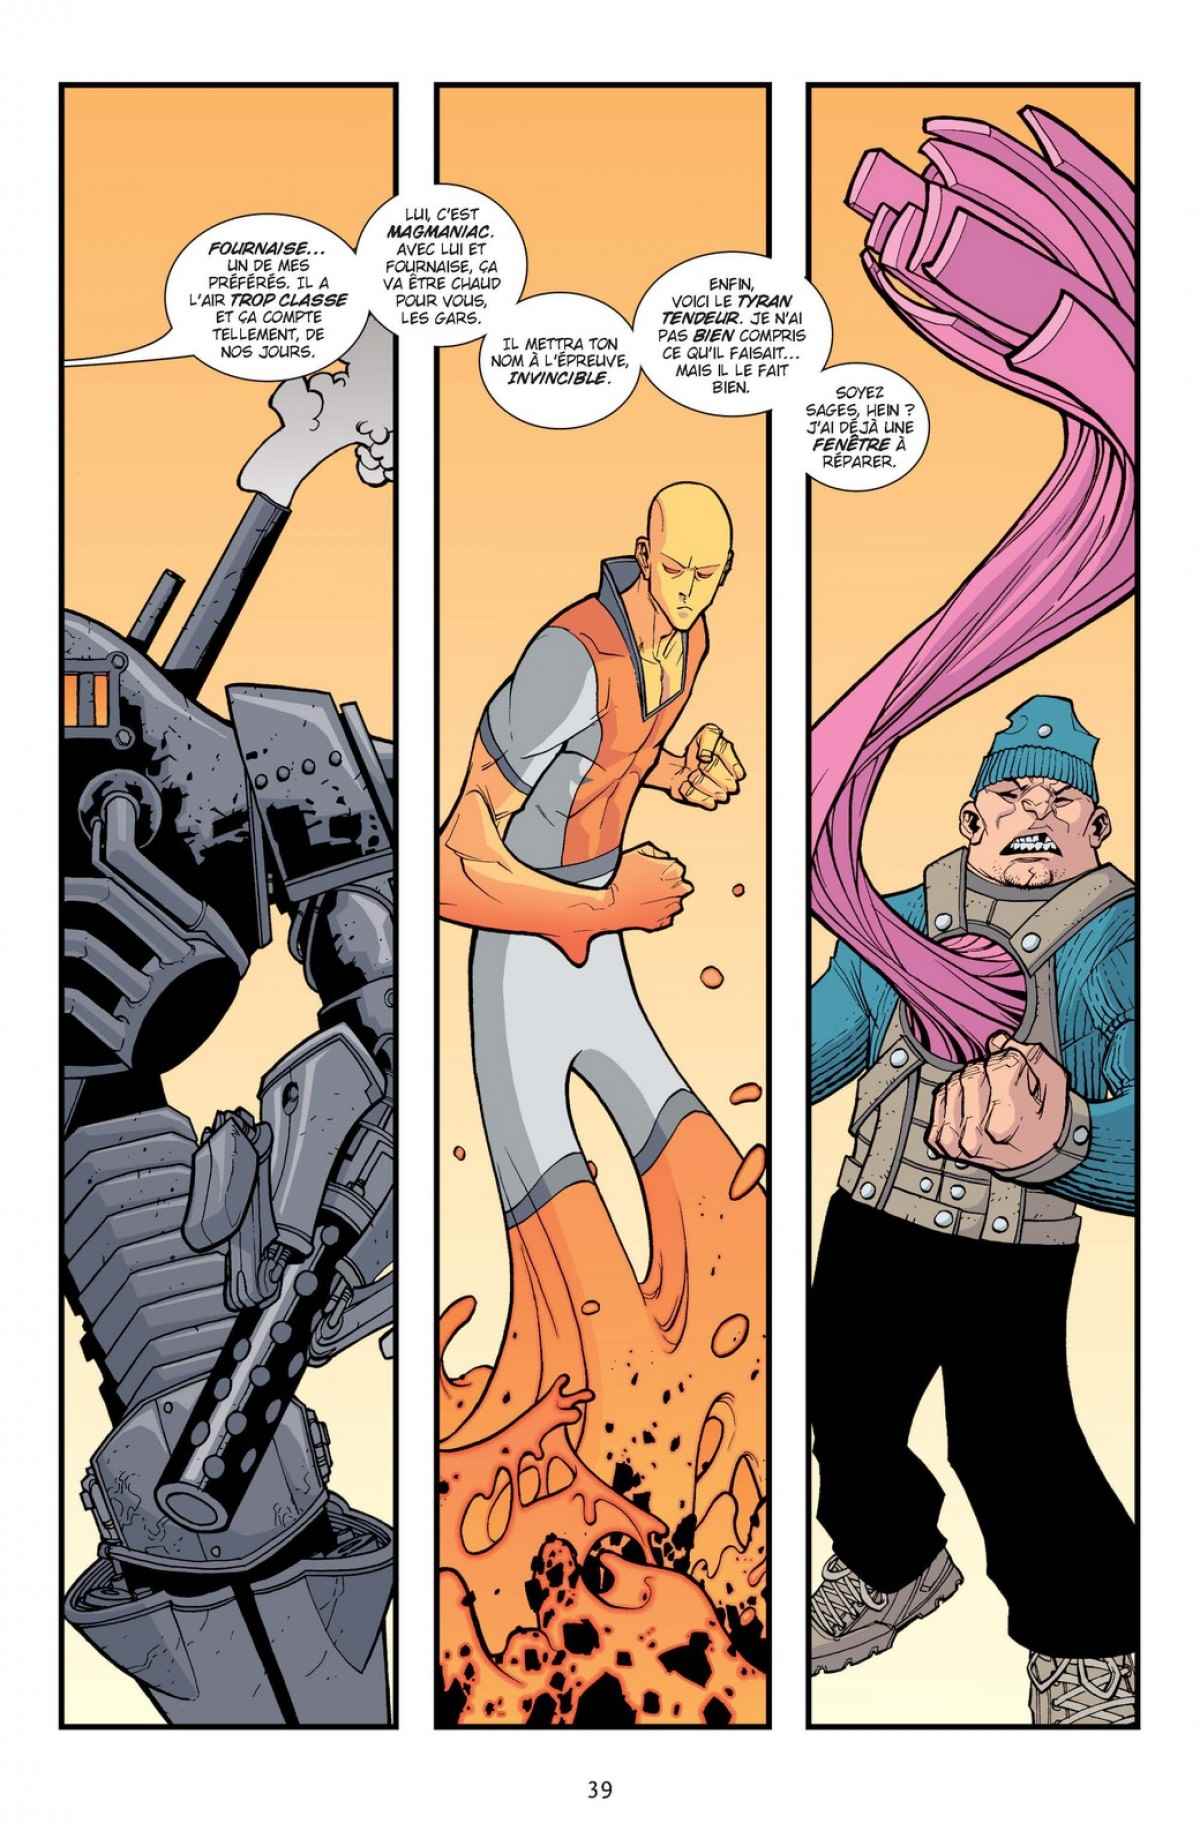 FOURNAISE...
UN DE MES
PRÉFÉRÉS. IL A
L'AIR TROP CLASSE
ET ÇA COMPTE
TELLEMENT, DE
NOS JOURS.
LUI, C'EST
MAGMANIAC.
AVEC LUI ET
FOURNAISE, ÇA
VA ÊTRE CHAUD
POUR VOUS,
LES GARS.
IL METTRA TON
NOM À L'ÉPREUVE,
INVINCIBLE.
ENFIN,
VOICI LE TYRAN
TENDEUR. JE N'AI
PAS BIEN COMPRIS
CE QU'IL FAISAIT...
MAIS IL LE FAIT
BIEN.
SOYEZ
SAGES, HEIN ?
J'AI DÉJÀ UNE
FENÊTRE À
RÉPARER.
39